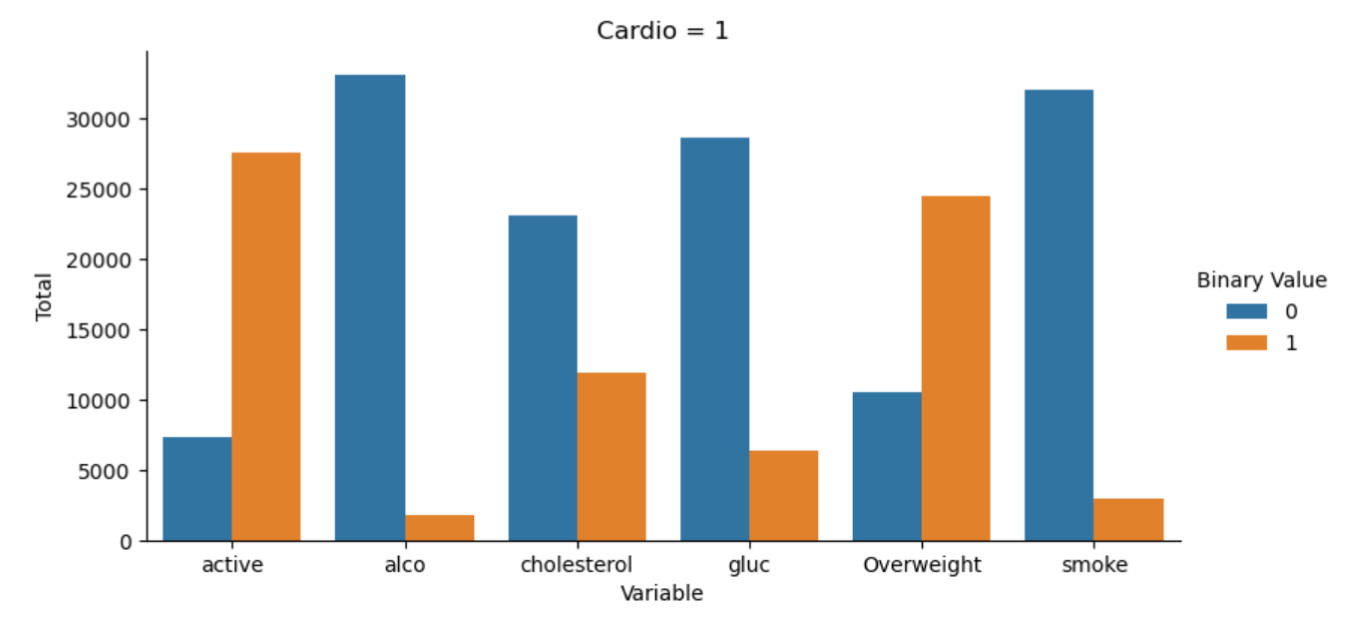 Cardio = 1
Total
30000
25000
20000
15000
10000
5000
0
active alco cholesterol gluc Overweight smoke
Variable
Binary Value
0
1